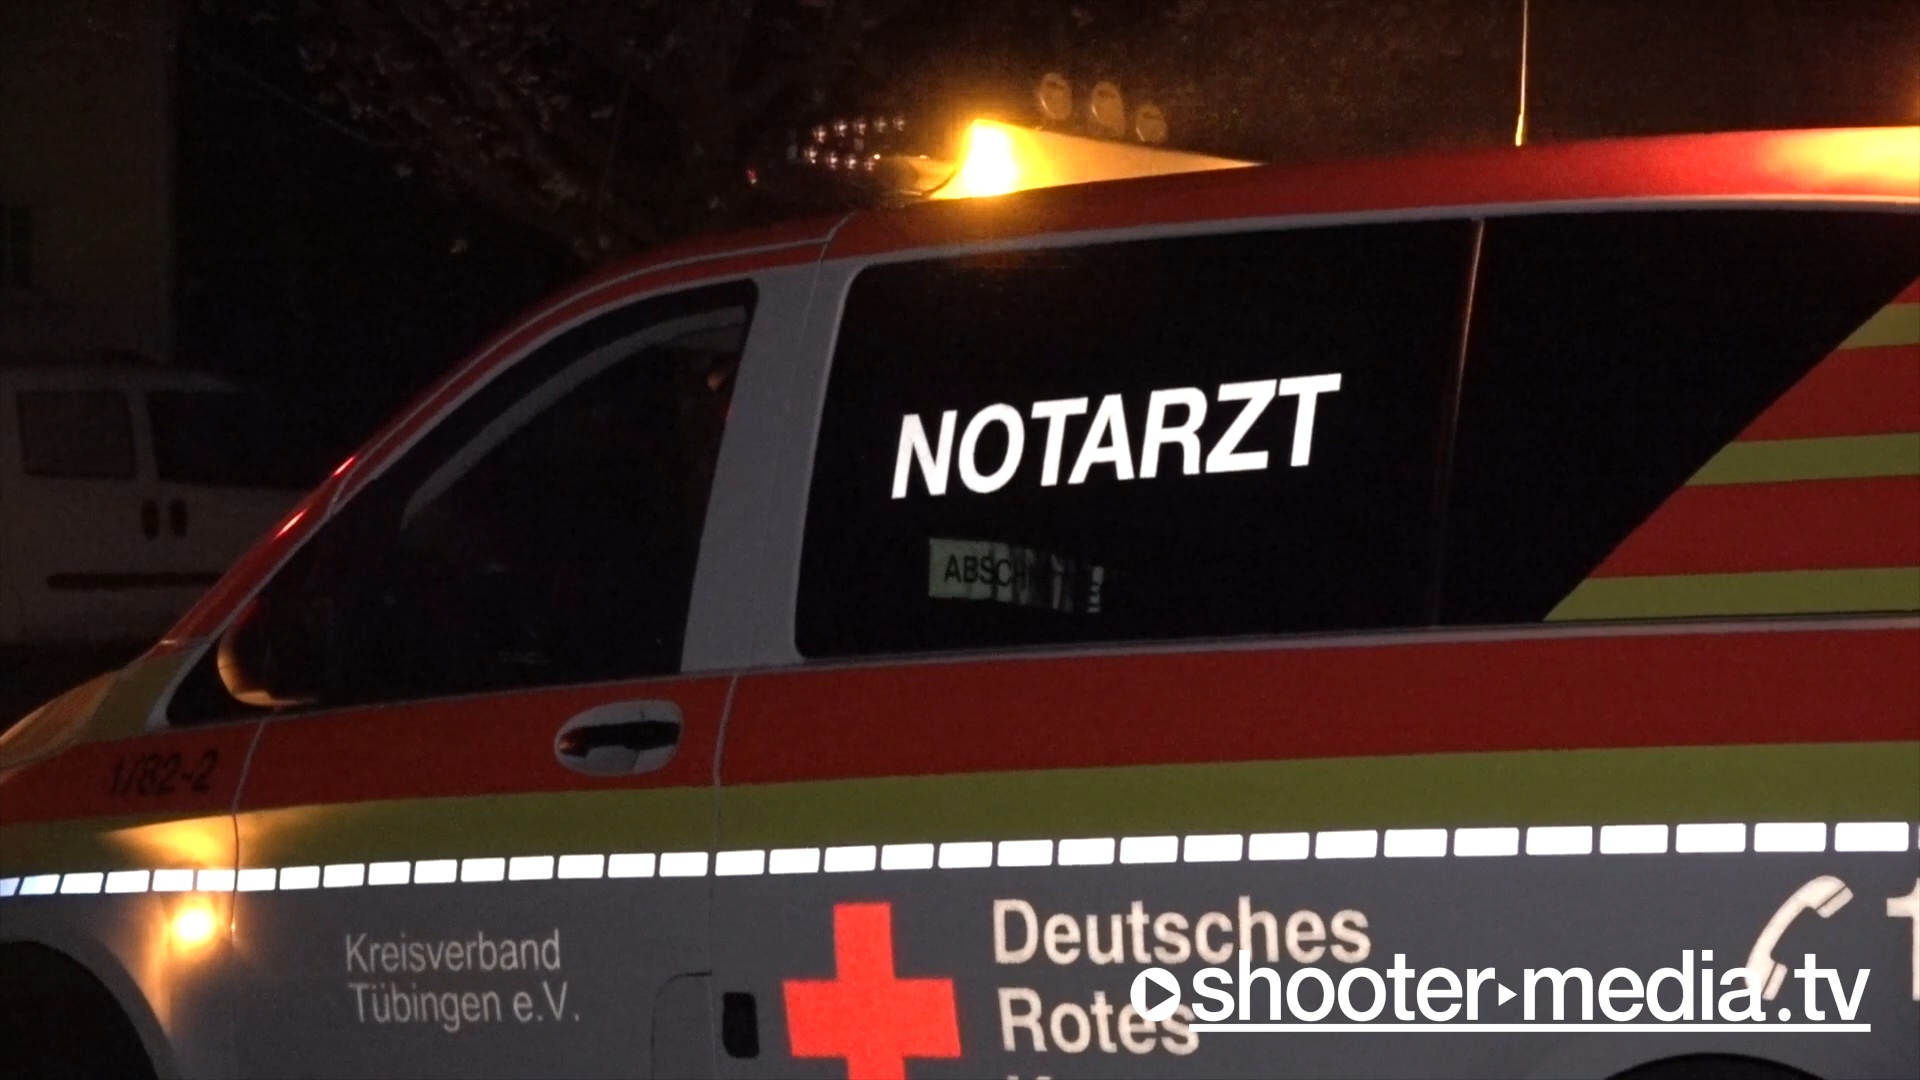 NOTARZT
1/82-2
Kreisverband
Tübingen e.V.
Deutsches
Rotes
shooter-media.tv